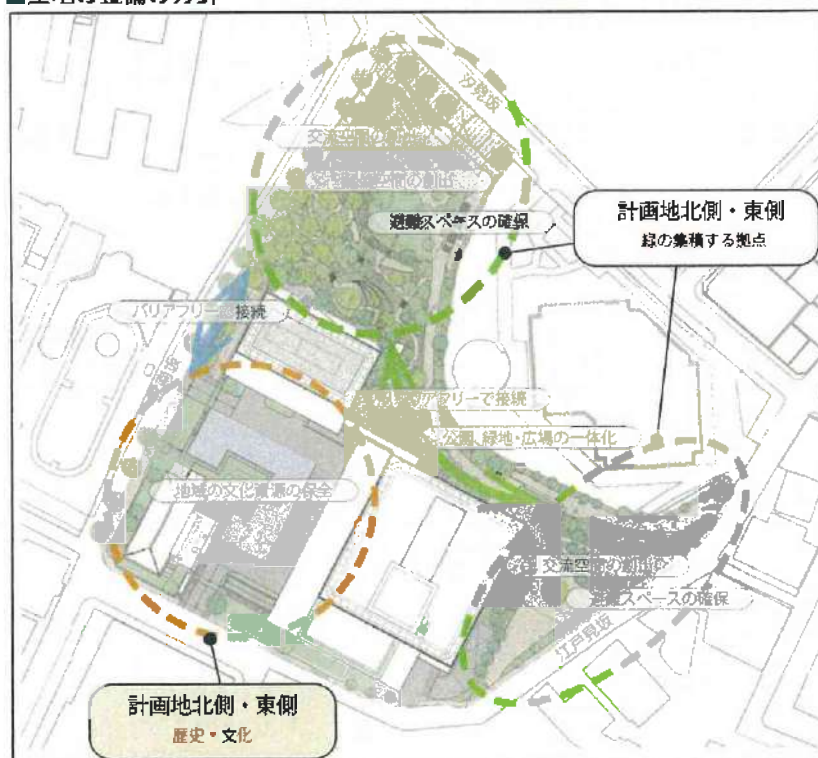 汐見坂
交流空間の創出
避難スペースの確保
計画地北側・東側
緑の集積する拠点
バリアフリーで接続
バリアフリーで接続
公園、緑地・広場の一体化
地域の文化資源の保全
交流空間の創出
避難スペースの確保
江戸見坂
計画地北側・東側
歴史・文化